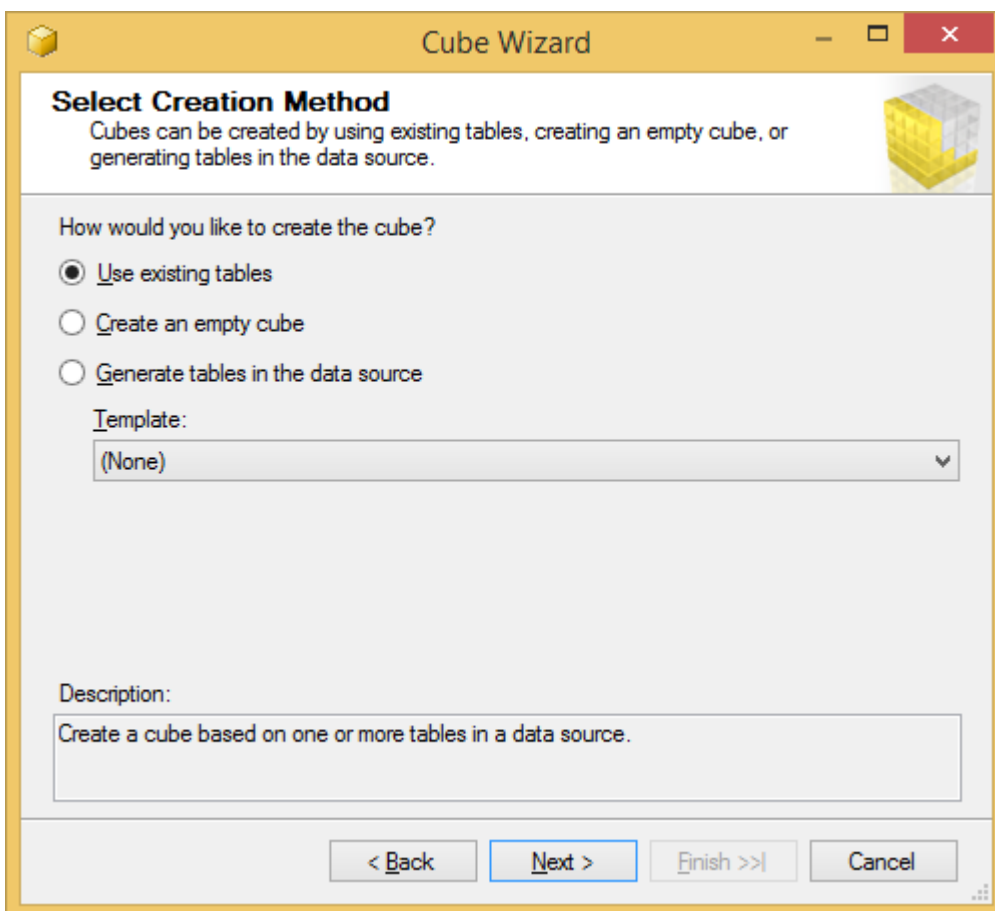 Cube Wizard
Select Creation Method
Cubes can be created by using existing tables, creating an empty cube, or
generating tables in the data source.
How would you like to create the cube?
Use existing tables
Create an empty cube
Generate tables in the data source
Template:
(None)
Description:
Create a cube based on one or more tables in a data source.
< Back
Next >
Finish >>|
Cancel